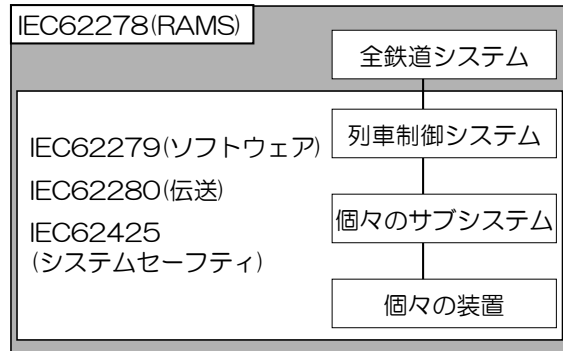 IEC62278(RAMS)
全鉄道システム
列車制御システム
IEC62279(ソフトウェア)
IEC62280(伝送)
個々のサブシステム
IEC62425
(システムセーフティ)
個々の装置